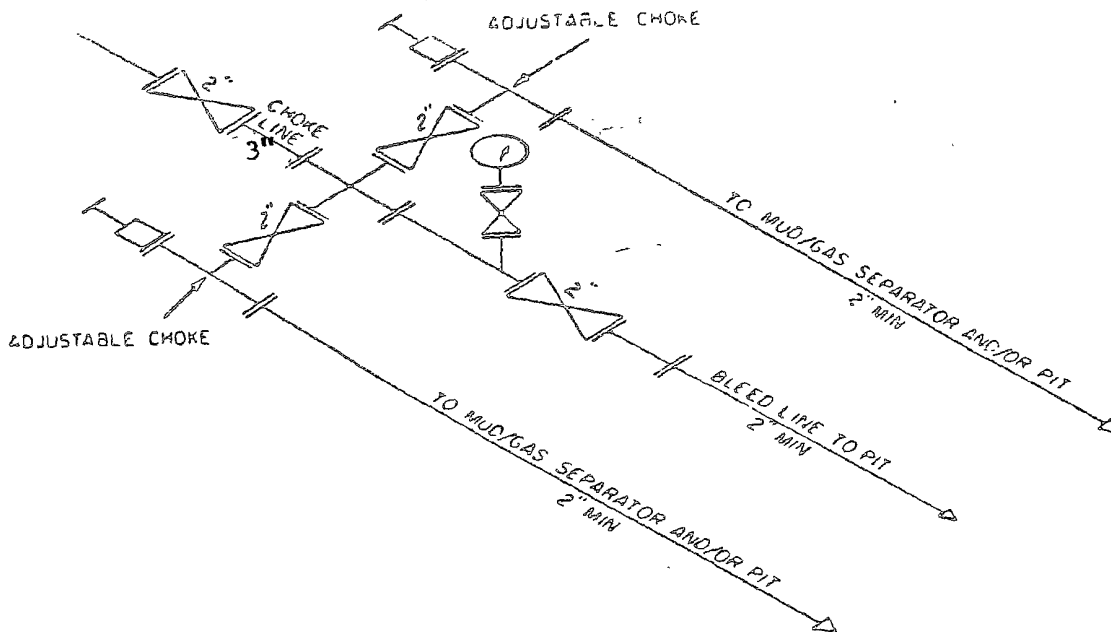 ADJUSTABLE CHOKE
2"
CHOKE
LINE
3"
2"
2"
2"
ADJUSTABLE CHOKE
TO MUD/GAS SEPARATOR AND/OR PIT
2" MIN
BLEED LINE TO PIT
2" MIN
TO MUD/GAS SEPARATOR AND/OR PIT
2" MIN